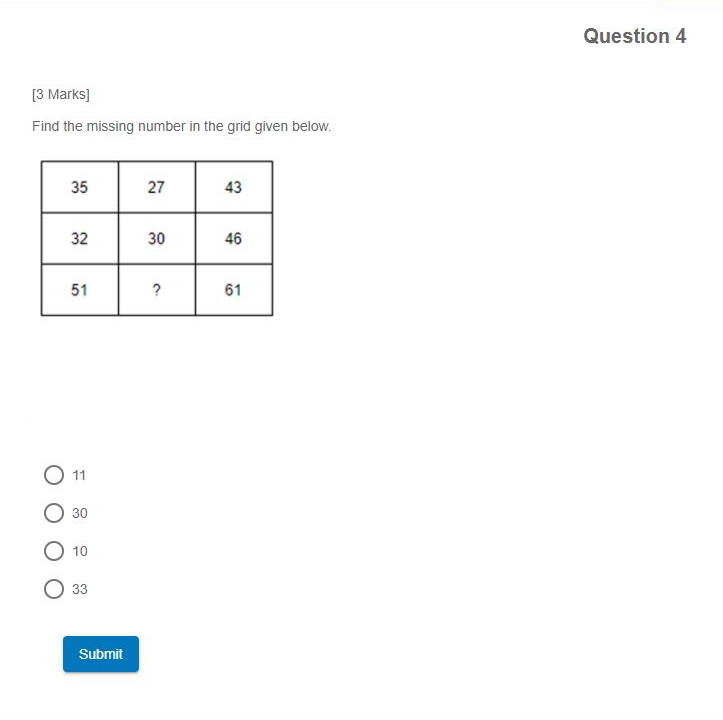 Question 4
[3 Marks]
Find the missing number in the grid given below.
35 27 43
32 30 46
51 ? 61
11
30
10
33
Submit